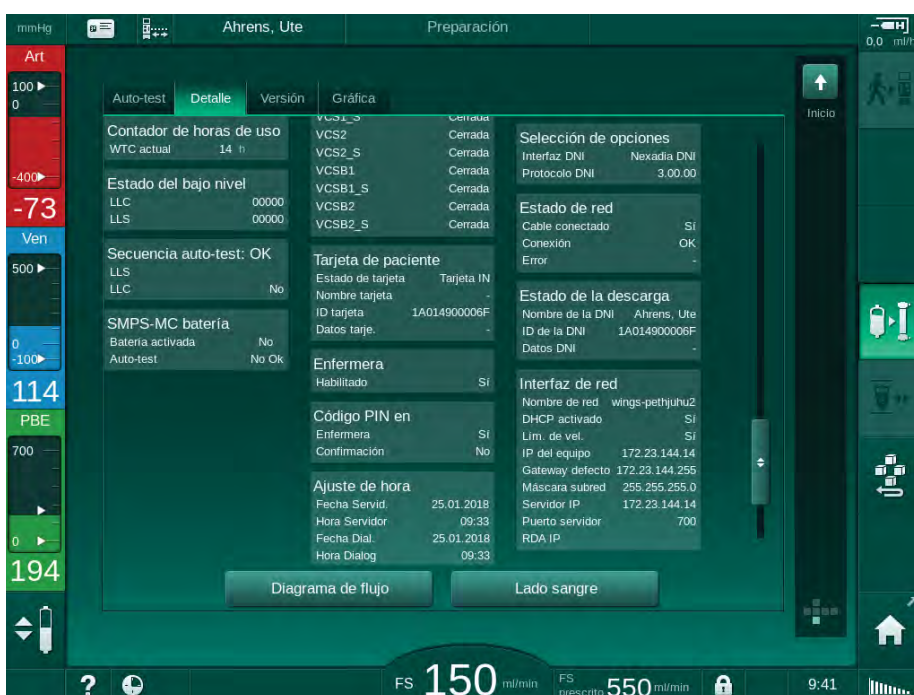 mmHg
Ahrens, Ute
Preparación
0,0 ml/h
Art
100
0
-400
-73
Ven
500
0
-100
114
PBE
700
0
194
Inicio
Auto-test Detalle Versión Gráfica
Contador de horas de uso
WTC actual 14 h
Estado del bajo nivel
LLC 00000
LLS 00000
Secuencia auto-test: OK
LLS
LLC No
SMPS-MC batería
Batería activada No
Auto-test No Ok
VCS1_S Cerrada
VCS2 Cerrada
VCS2_S Cerrada
VCSB1 Cerrada
VCSB1_S Cerrada
VCSB2 Cerrada
VCSB2_S Cerrada
Tarjeta de paciente
Estado de tarjeta Tarjeta IN
Nombre tarjeta -
ID tarjeta 1A014900006F
Datos tarje. -
Enfermera
Habilitado Sí
Código PIN en
Enfermera Sí
Confirmación No
Ajuste de hora
Fecha Servid. 25.01.2018
Hora Servidor 09:33
Fecha Dial. 25.01.2018
Hora Dialog 09:33
Selección de opciones
Interfaz DNI Nexadia DNI
Protocolo DNI 3.00.00
Estado de red
Cable conectado Sí
Conexión OK
Error -
Estado de la descarga
Nombre de la DNI Ahrens, Ute
ID de la DNI 1A014900006F
Datos DNI -
Interfaz de red
Nombre de red wings-pethjuhu2
DHCP activado Sí
Lim. de vel. Sí
IP del equipo 172.23.144.14
Gateway defecto 172.23.144.255
Máscara subred 255.255.255.0
Servidor IP 172.23.144.14
Puerto servidor 700
RDA IP
Diagrama de flujo
Lado sangre
? FS 150 ml/min FS prescrito 550 ml/min 9:41